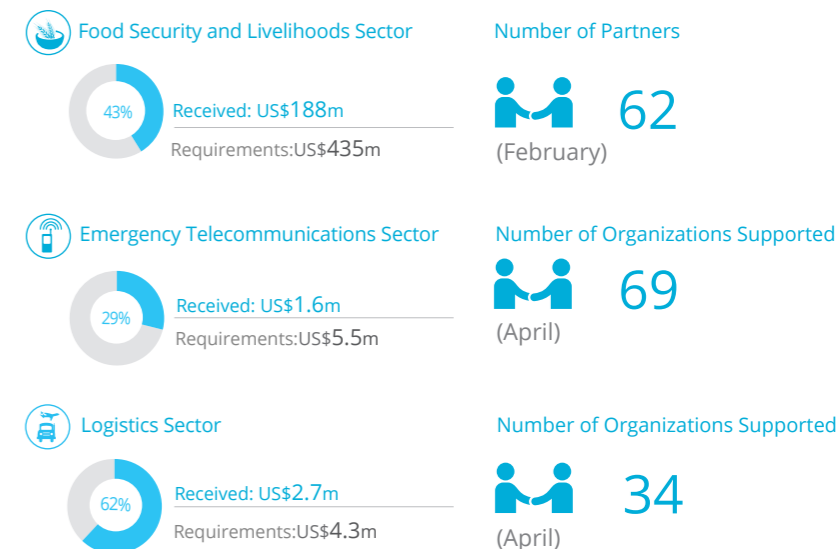 Food Security and Livelihoods Sector
Number of Partners
43%
Received: US$188m
Requirements:US$435m
62
(February)
Emergency Telecommunications Sector
Number of Organizations Supported
29%
Received: US$1.6m
Requirements:US$5.5m
69
(April)
Logistics Sector
Number of Organizations Supported
62%
Received: US$2.7m
Requirements:US$4.3m
34
(April)